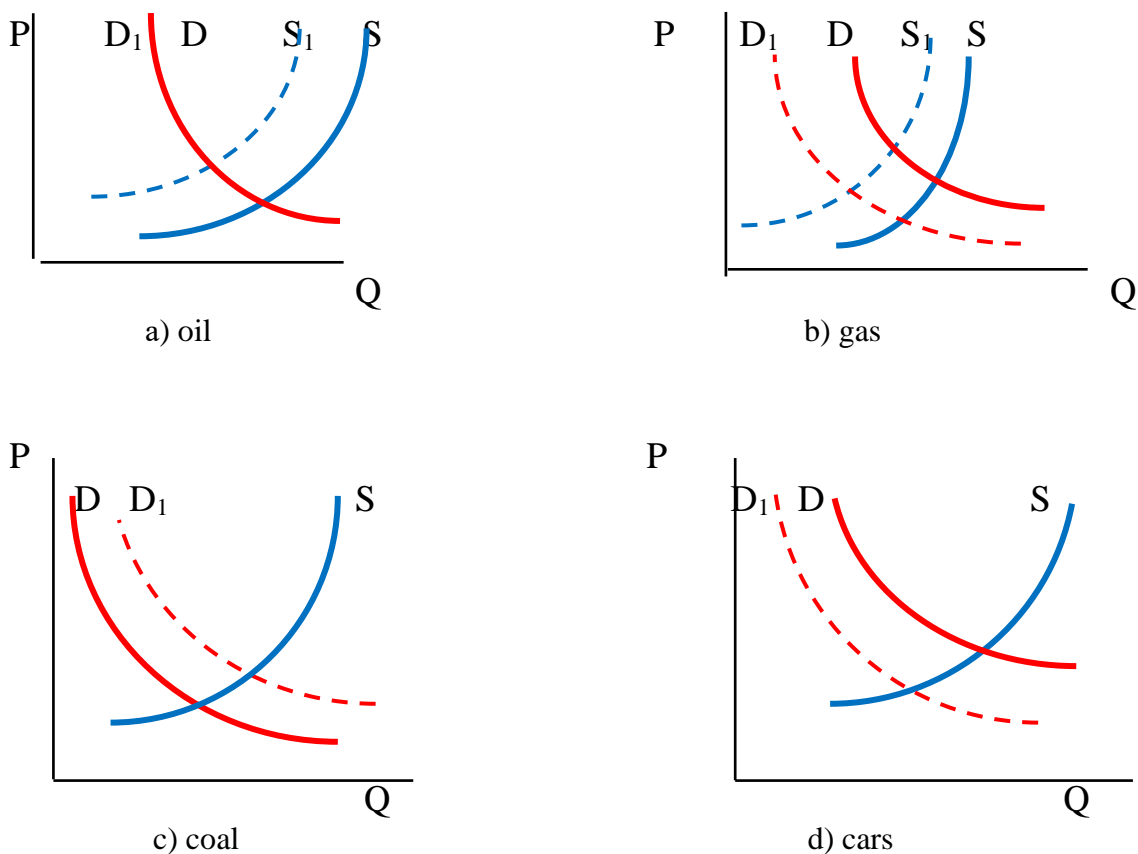 P D₁ D S₁ S
P D₁ D S₁ S
Q
Q
a) oil
b) gas
P
P
D D₁ S
D₁ D S
Q
Q
c) coal
d) cars